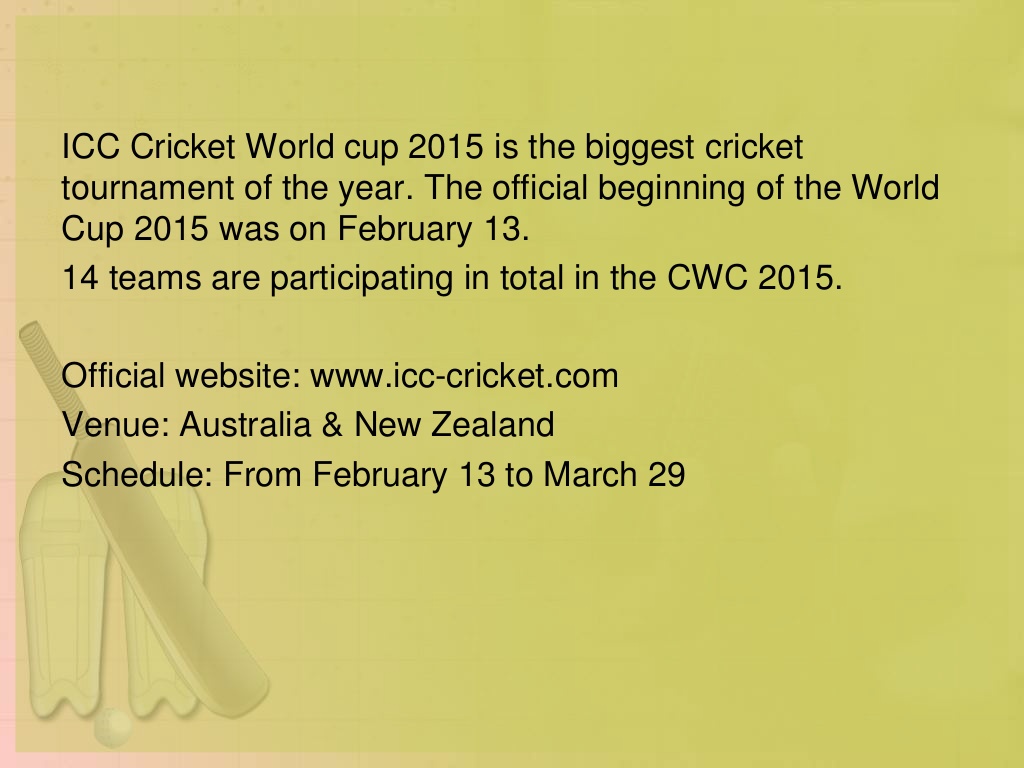 ICC Cricket World cup 2015 is the biggest cricket
tournament of the year. The official beginning of the World
Cup 2015 was on February 13.
14 teams are participating in total in the CWC 2015.
Official website: www.icc-cricket.com
Venue: Australia & New Zealand
Schedule: From February 13 to March 29